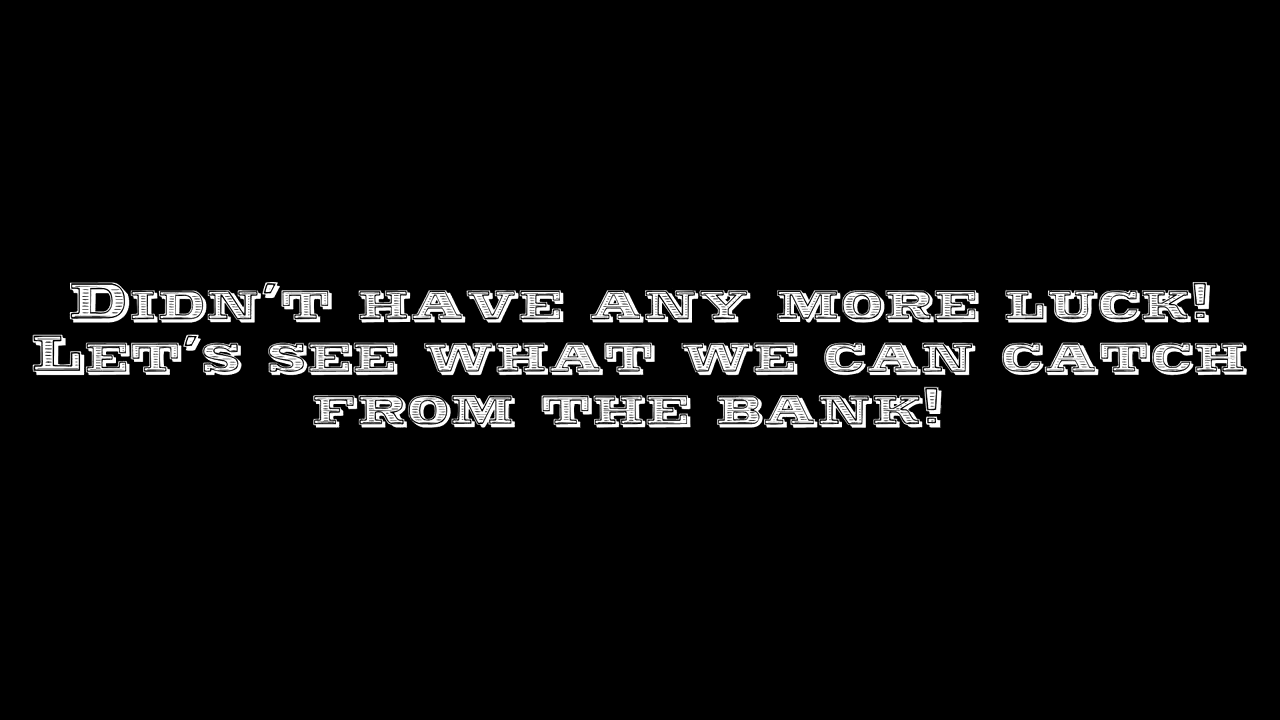 Didn't have any more luck!
Let's see what we can catch
from the bank!